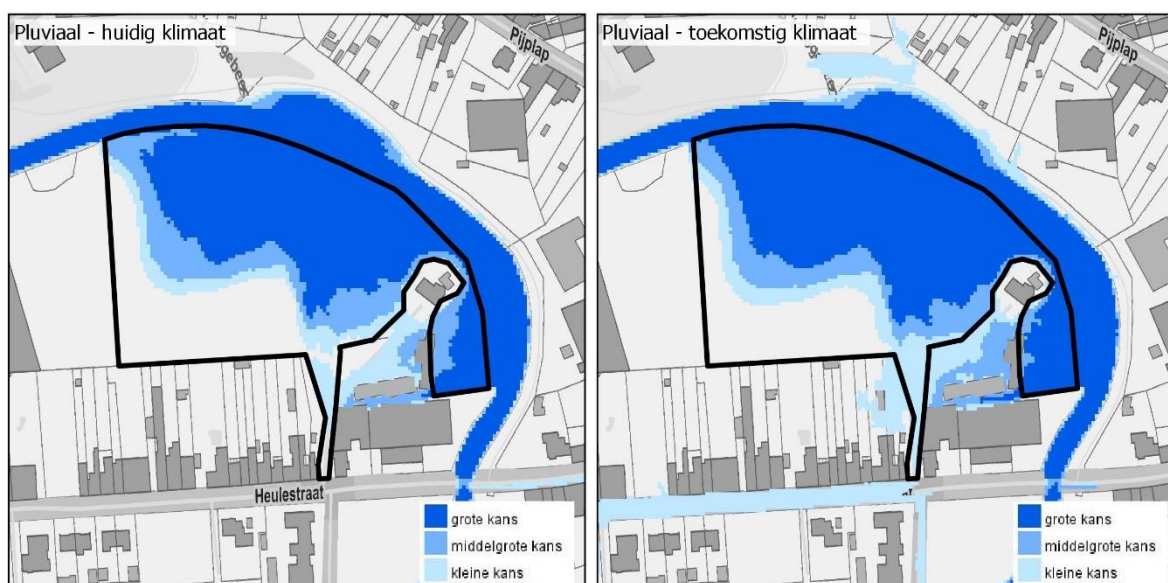 Pluviaal - huidig klimaat
Pijplap
grote kans
middelgrote kans
kleine kans
Heulestraat
Pluviaal - toekomstig klimaat
Pijplap
grote kans
middelgrote kans
kleine kans